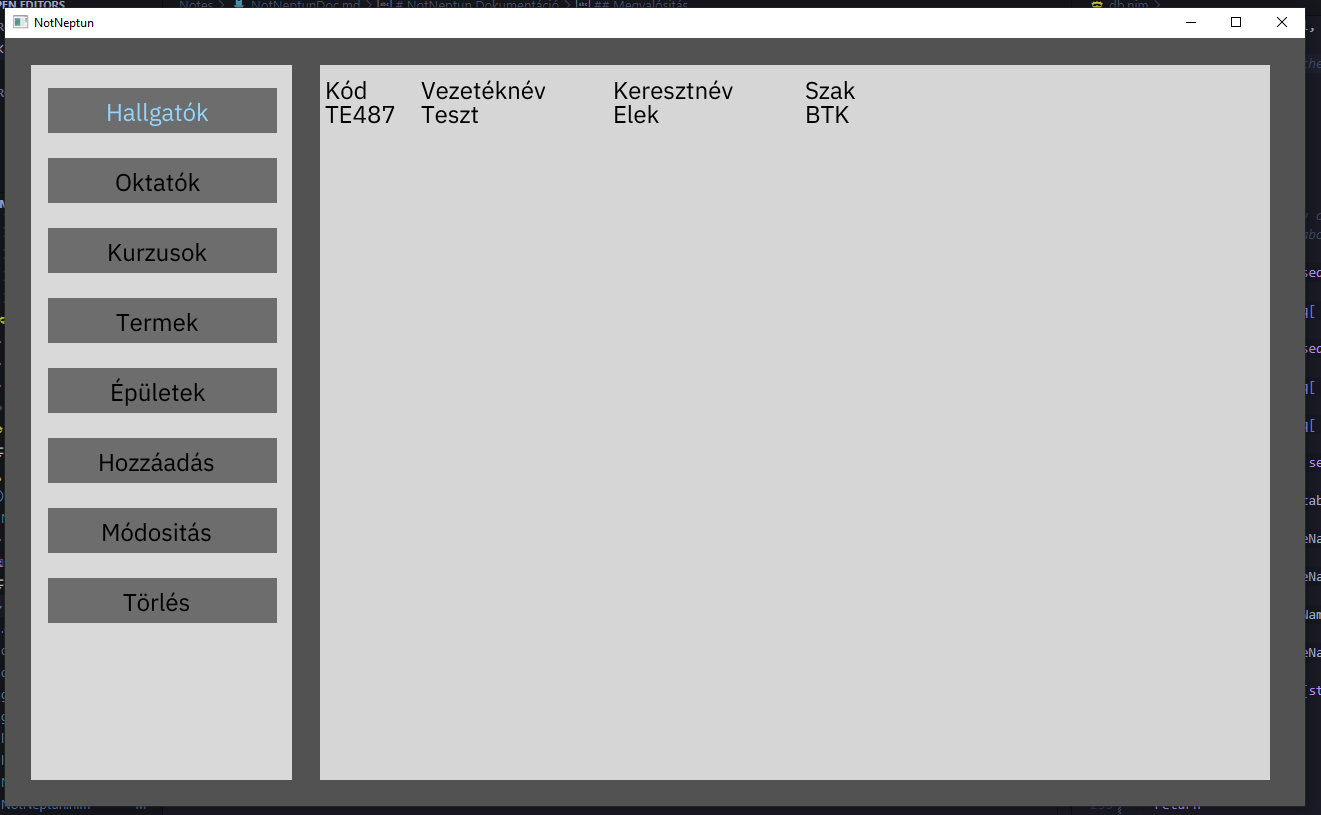 NotNeptun
Hallgatók
Oktatók
Kurzusok
Termek
Épületek
Hozzáadás
Módositás
Törlés
Kód Vezetéknév Keresztnév Szak
TE487 Teszt Elek BTK